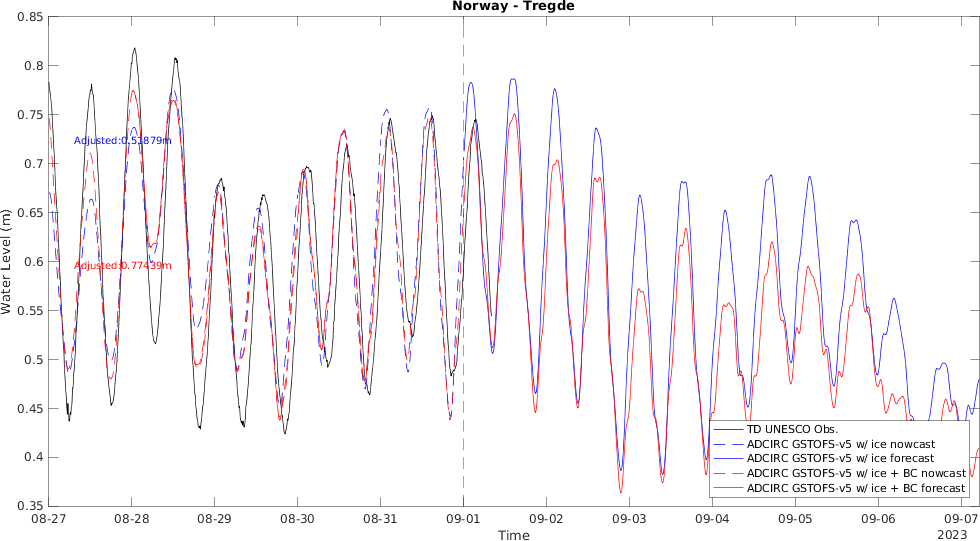 Norway - Tregde
0.85
0.8
0.75
0.7
0.65
0.6
0.55
0.5
0.45
0.4
0.35
Water Level (m)
Adjusted:0.51879m
Adjusted:0.77439m
TD UNESCO Obs.
ADCIRC GSTOFS-v5 w/ ice nowcast
ADCIRC GSTOFS-v5 w/ ice forecast
ADCIRC GSTOFS-v5 w/ ice + BC nowcast
ADCIRC GSTOFS-v5 w/ ice + BC forecast
08-27 08-28 08-29 08-30 08-31 09-01 09-02 09-03 09-04 09-05 09-06 09-07
Time
2023